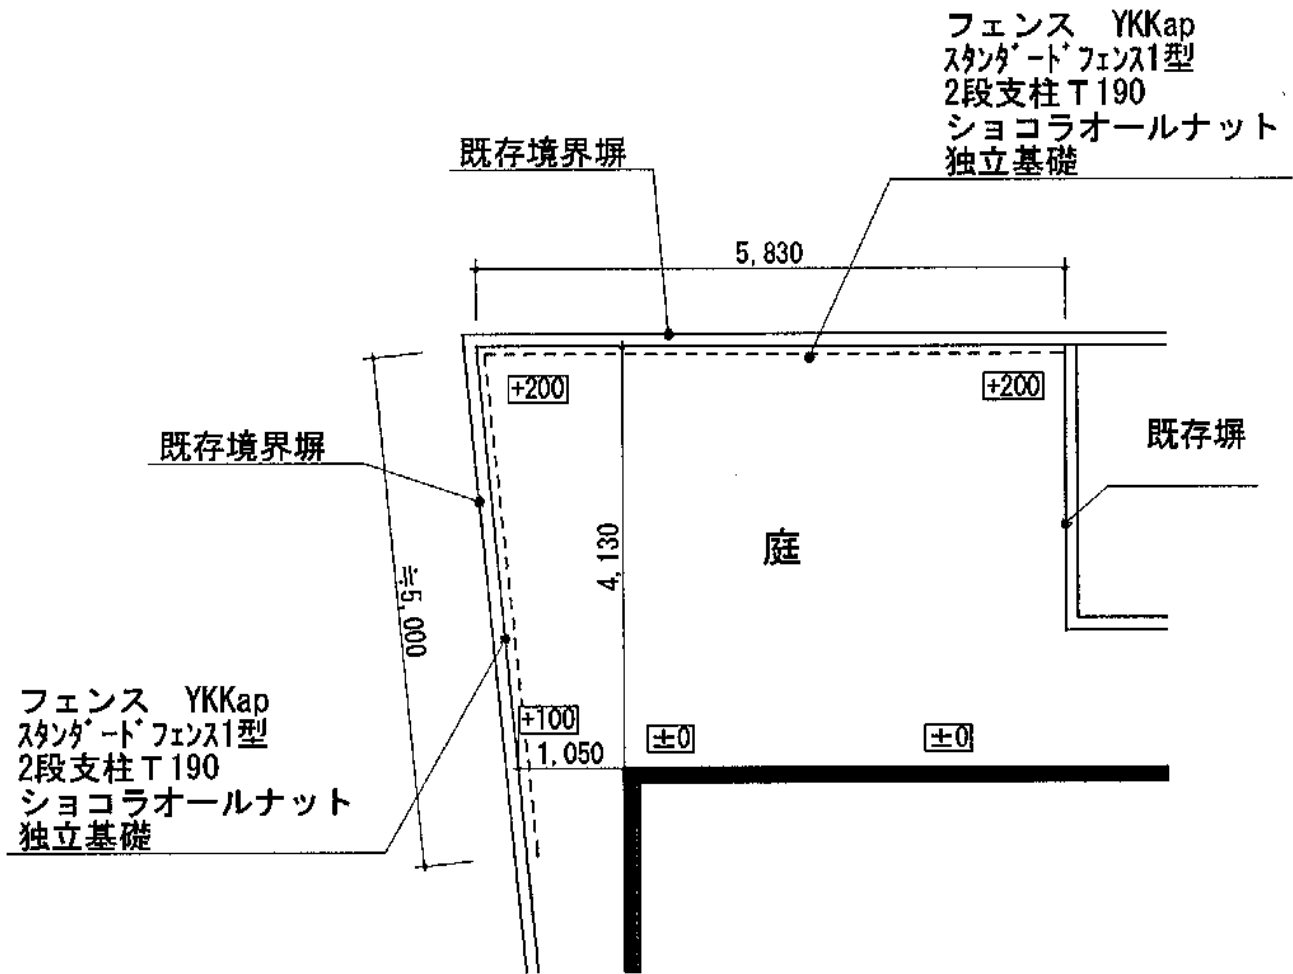 フェンス YKKap
スタンダードフェンス1型
2段支柱T190
ショコラオールナット
独立基礎
既存境界塀
5,830
+200
+200
既存境界塀
既存塀
4,130
庭
≒5,000
フェンス YKKap
スタンダードフェンス1型
2段支柱T190
ショコラオールナット
独立基礎
+100
±0
±0
1,050